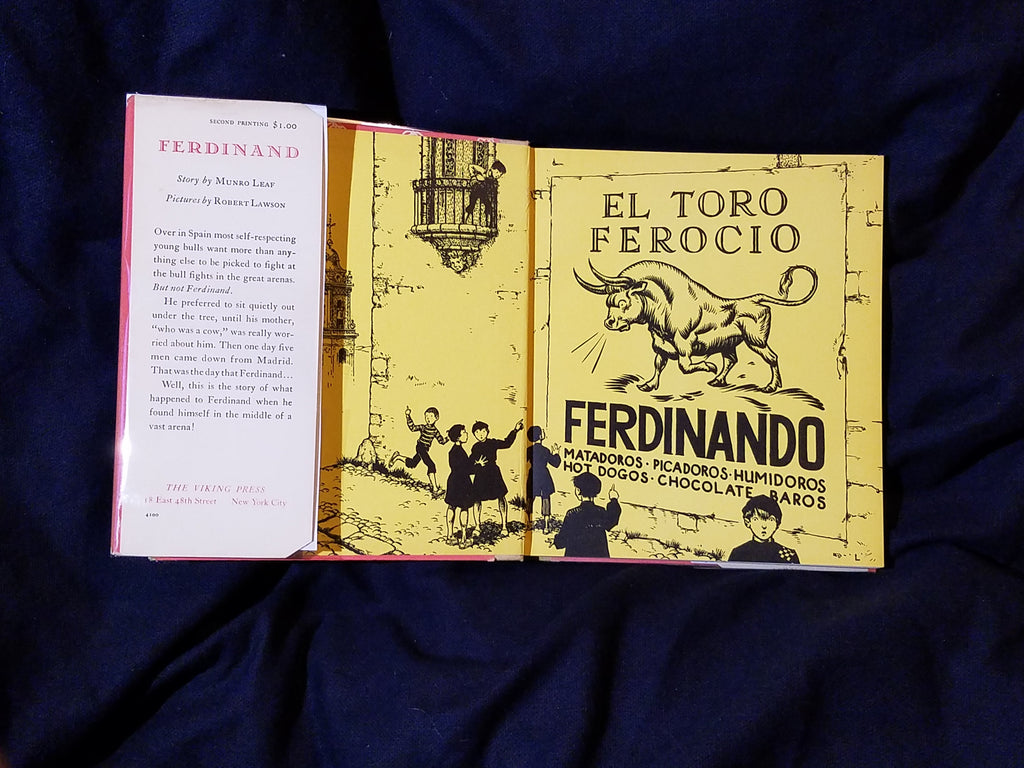 SECOND PRINTING $1.00
FERDINAND
Story by MUNRO LEAF
Pictures by ROBERT LAWSON
Over in Spain most self-respecting
young bulls want more than any-
thing else to be picked to fight at
the bull fights in the great arenas.
But not Ferdinand.
He preferred to sit quietly out
under the tree, until his mother,
“who was a cow,” was really wor-
ried about him. Then one day five
men came down from Madrid.
That was the day that Ferdinand...
Well, this is the story of what
happened to Ferdinand when he
found himself in the middle of a
vast arena!
THE VIKING PRESS
18 East 48th Street New York City
4100
EL TORO
FEROCIO
FERDINANDO
MATADOROS · PICADOROS · HUMIDOROS
HOT DOGOS · CHOCOLATE BAROS